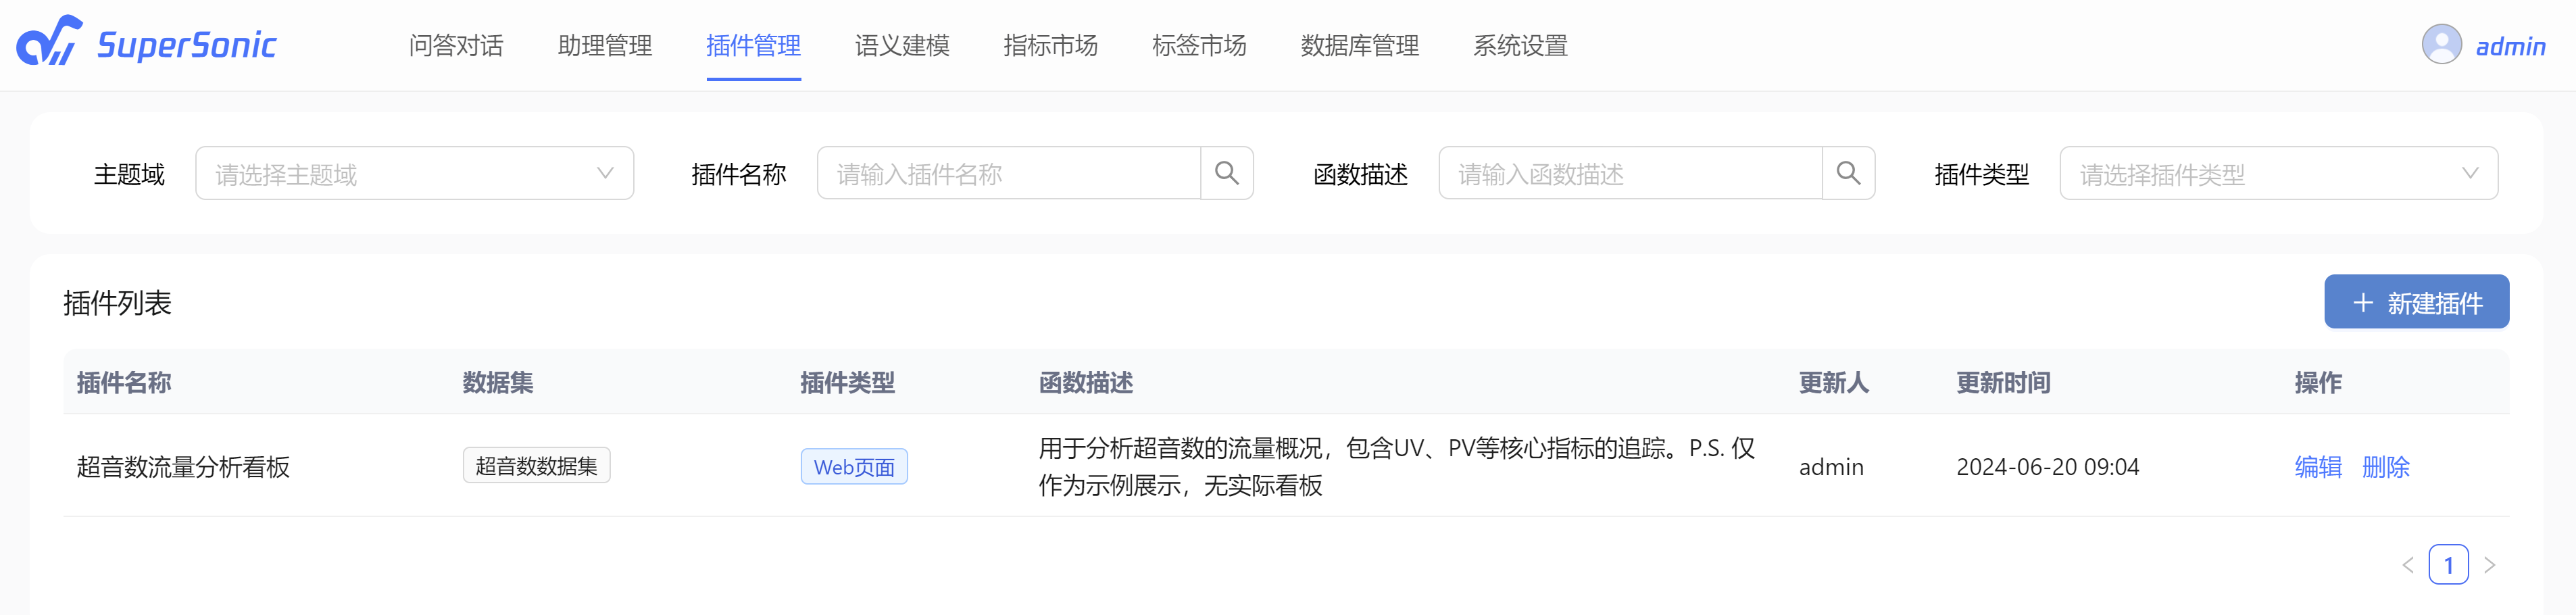 SuperSonic 问答对话 助理管理 插件管理 语义建模 指标市场 标签市场 数据库管理 系统设置 admin
主题域 请选择主题域 插件名称 请输入插件名称 函数描述 请输入函数描述 插件类型 请选择插件类型
插件列表 新建插件
插件名称 数据集 插件类型 函数描述 更新人 更新时间 操作
超音数流量分析看板 超音数数据集 Web页面 用于分析超音数的流量概况，包含UV、PV等核心指标的追踪。P.S. 仅
作为示例展示，无实际看板 admin 2024-06-20 09:04 编辑 删除
1